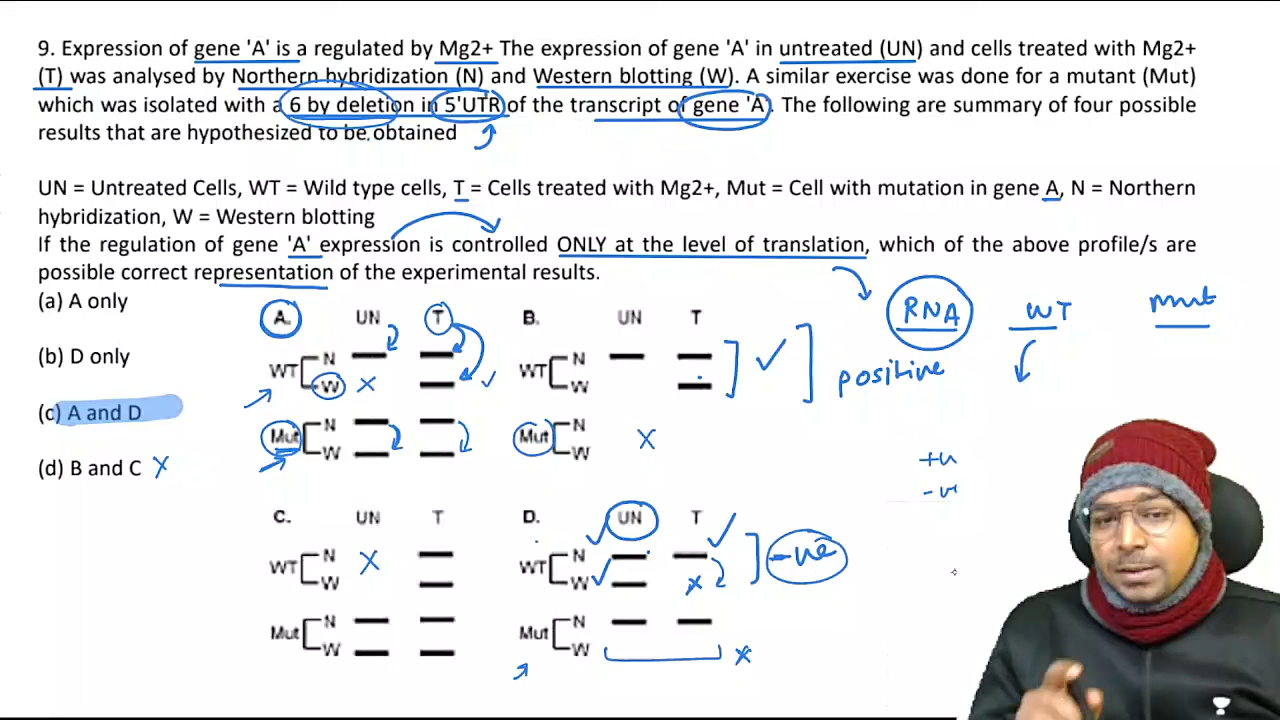 9. Expression of gene 'A' is a regulated by Mg2+ The expression of gene 'A' in untreated (UN) and cells treated with Mg2+
(T) was analysed by Northern hybridization (N) and Western blotting (W). A similar exercise was done for a mutant (Mut)
which was isolated with a 6 by deletion in 5'UTR of the transcript of gene 'A'. The following are summary of four possible
results that are hypothesized to be obtained
UN = Untreated Cells, WT = Wild type cells, T = Cells treated with Mg2+, Mut = Cell with mutation in gene A, N = Northern
hybridization, W = Western blotting
If the regulation of gene 'A' expression is controlled ONLY at the level of translation, which of the above profile/s are
possible correct representation of the experimental results.
(a) A only
(b) D only
(c) A and D
(d) B and C X
A. UN T
WT N
W X
Mut N
W
B. UN T
WT N
W
Mut N
W X
C. UN T
WT N X
W
Mut N
W
D. UN T
WT N
W X
Mut N
W X
-ve
RNA WT Mut
positive
+ve
-ve